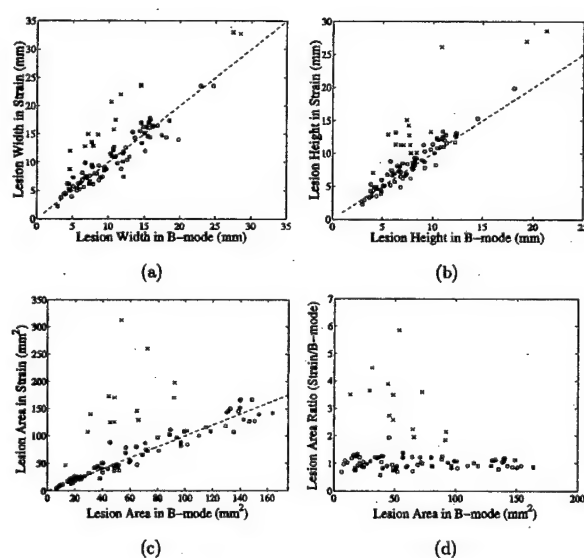 35
30
25
20
15
10
5
0
Lesion Width in Strain (mm)
0 5 10 15 20 25 30 35
Lesion Width in B-mode (mm)
(a)
30
25
20
15
10
5
0
Lesion Height in Strain (mm)
0 5 10 15 20 25
Lesion Height in B-mode (mm)
(b)
350
300
250
200
150
100
50
0
Lesion Area in Strain (mm²)
0 20 40 60 80 100 120 140 160
Lesion Area in B-mode (mm²)
(c)
7
6
5
4
3
2
1
0
Lesion Area Ratio (Strain/B-mode)
0 50 100 150 200
Lesion Area in B-mode (mm²)
(d)